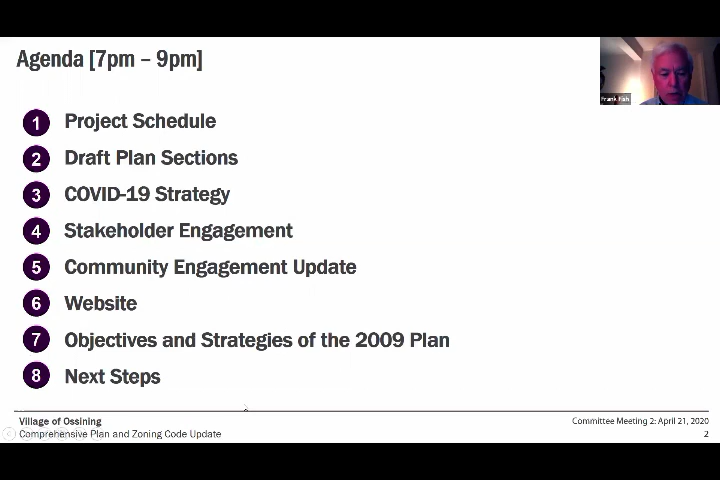 Agenda [7pm – 9pm]
Frank Fish
1 Project Schedule
2 Draft Plan Sections
3 COVID-19 Strategy
4 Stakeholder Engagement
5 Community Engagement Update
6 Website
7 Objectives and Strategies of the 2009 Plan
8 Next Steps
Village of Ossining
Committee Meeting 2: April 21, 2020
Comprehensive Plan and Zoning Code Update
2